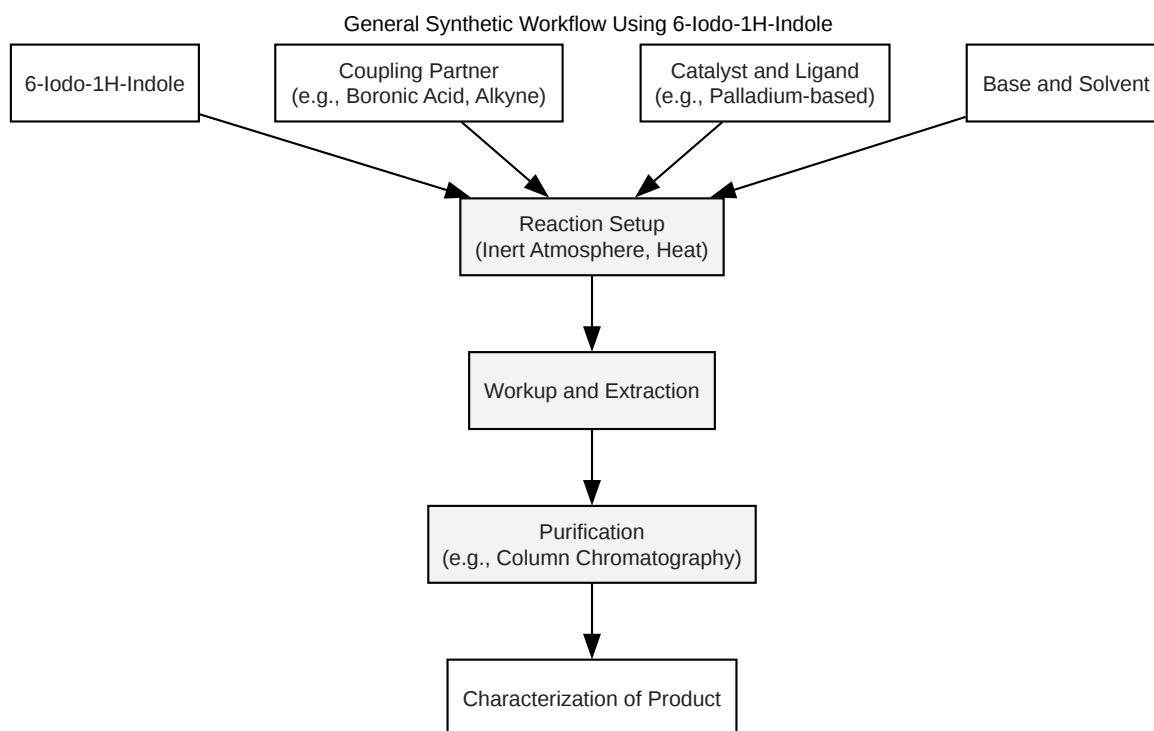 General Synthetic Workflow Using 6-Iodo-1H-Indole
6-Iodo-1H-Indole
Coupling Partner
(e.g., Boronic Acid, Alkyne)
Catalyst and Ligand
(e.g., Palladium-based)
Base and Solvent
Reaction Setup
(Inert Atmosphere, Heat)
Workup and Extraction
Purification
(e.g., Column Chromatography)
Characterization of Product